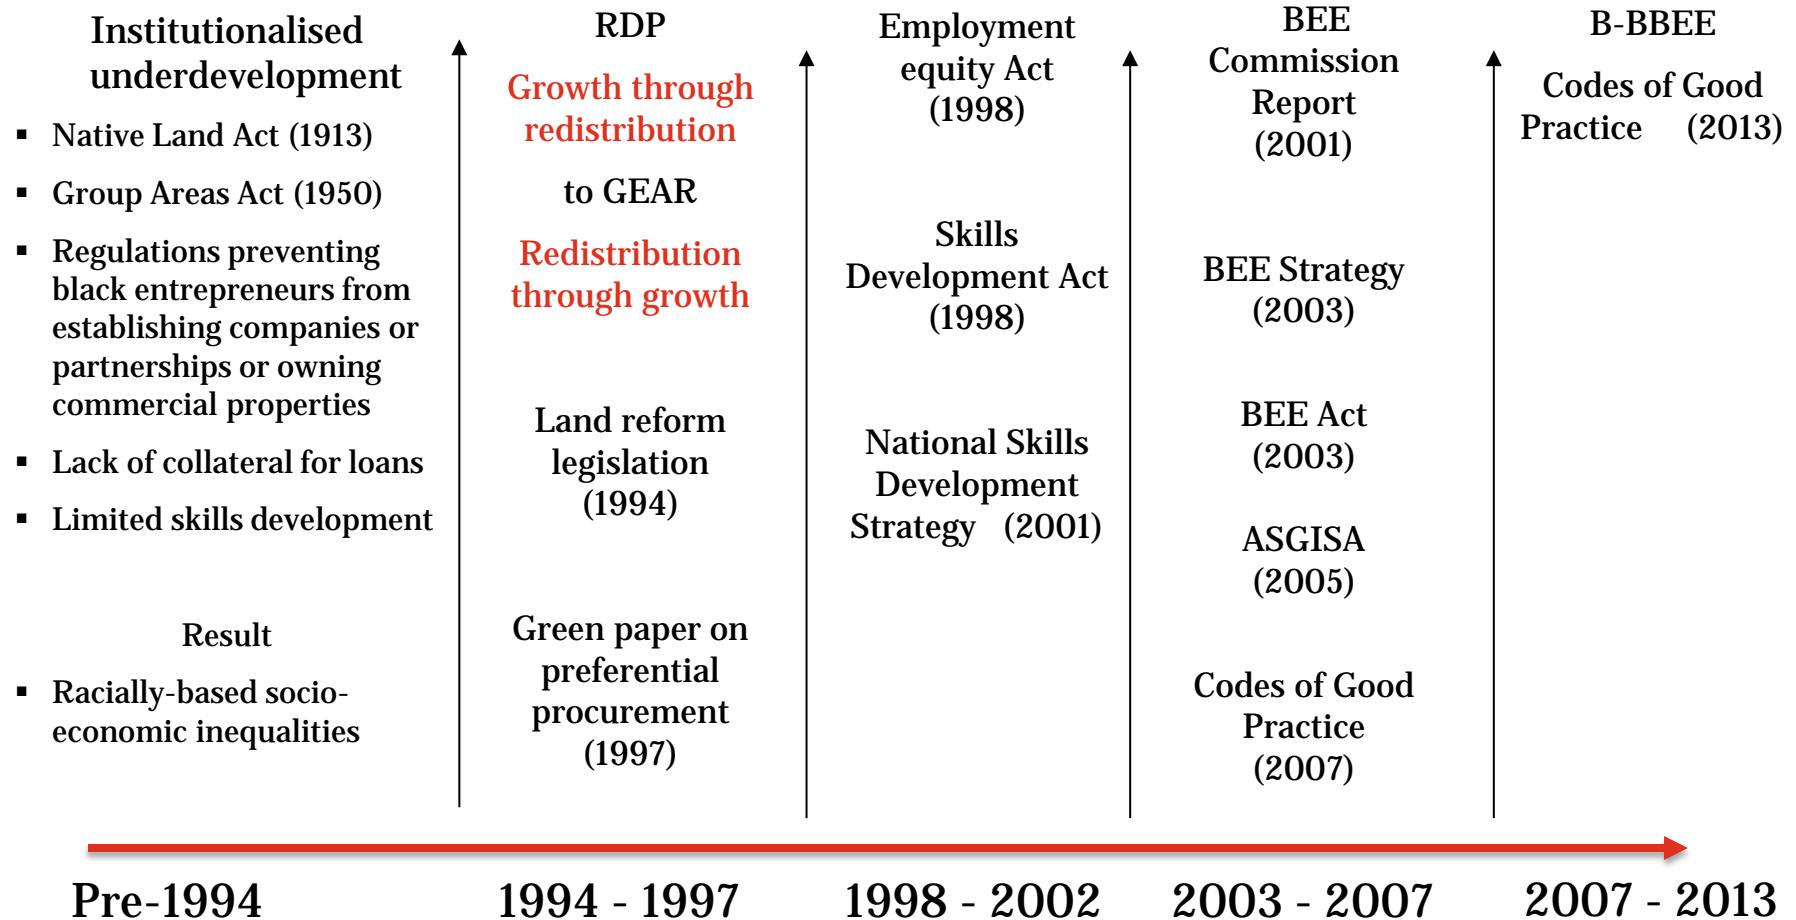 Institutionalised
underdevelopment
▪ Native Land Act (1913)
▪ Group Areas Act (1950)
▪ Regulations preventing
black entrepreneurs from
establishing companies or
partnerships or owning
commercial properties
▪ Lack of collateral for loans
▪ Limited skills development
Result
▪ Racially-based socio-
economic inequalities
Pre-1994
RDP
Growth through
redistribution
to GEAR
Redistribution
through growth
Land reform
legislation
(1994)
Green paper on
preferential
procurement
(1997)
1994 - 1997
Employment
equity Act
(1998)
Skills
Development Act
(1998)
National Skills
Development
Strategy (2001)
1998 - 2002
BEE
Commission
Report
(2001)
BEE Strategy
(2003)
BEE Act
(2003)
ASGISA
(2005)
Codes of Good
Practice
(2007)
2003 - 2007
B-BBEE
Codes of Good
Practice (2013)
2007 - 2013